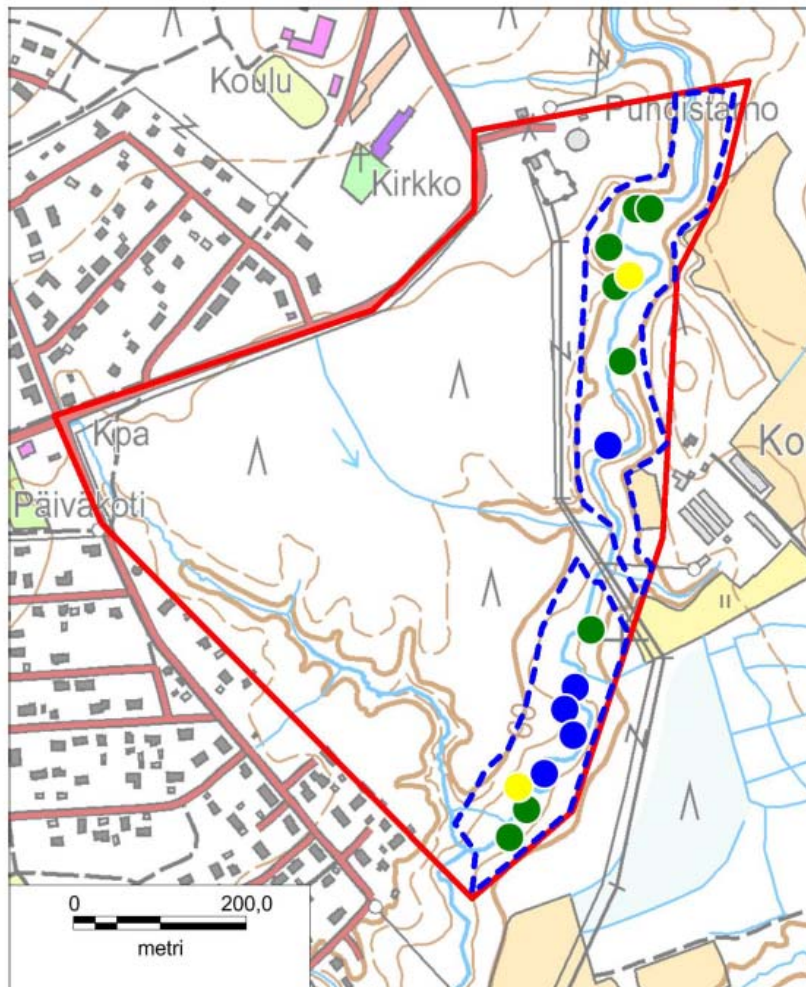 Koulu
Puhdistamo
Kirkko
Kpa
Ko
Päiväkoti
0 200,0
metri